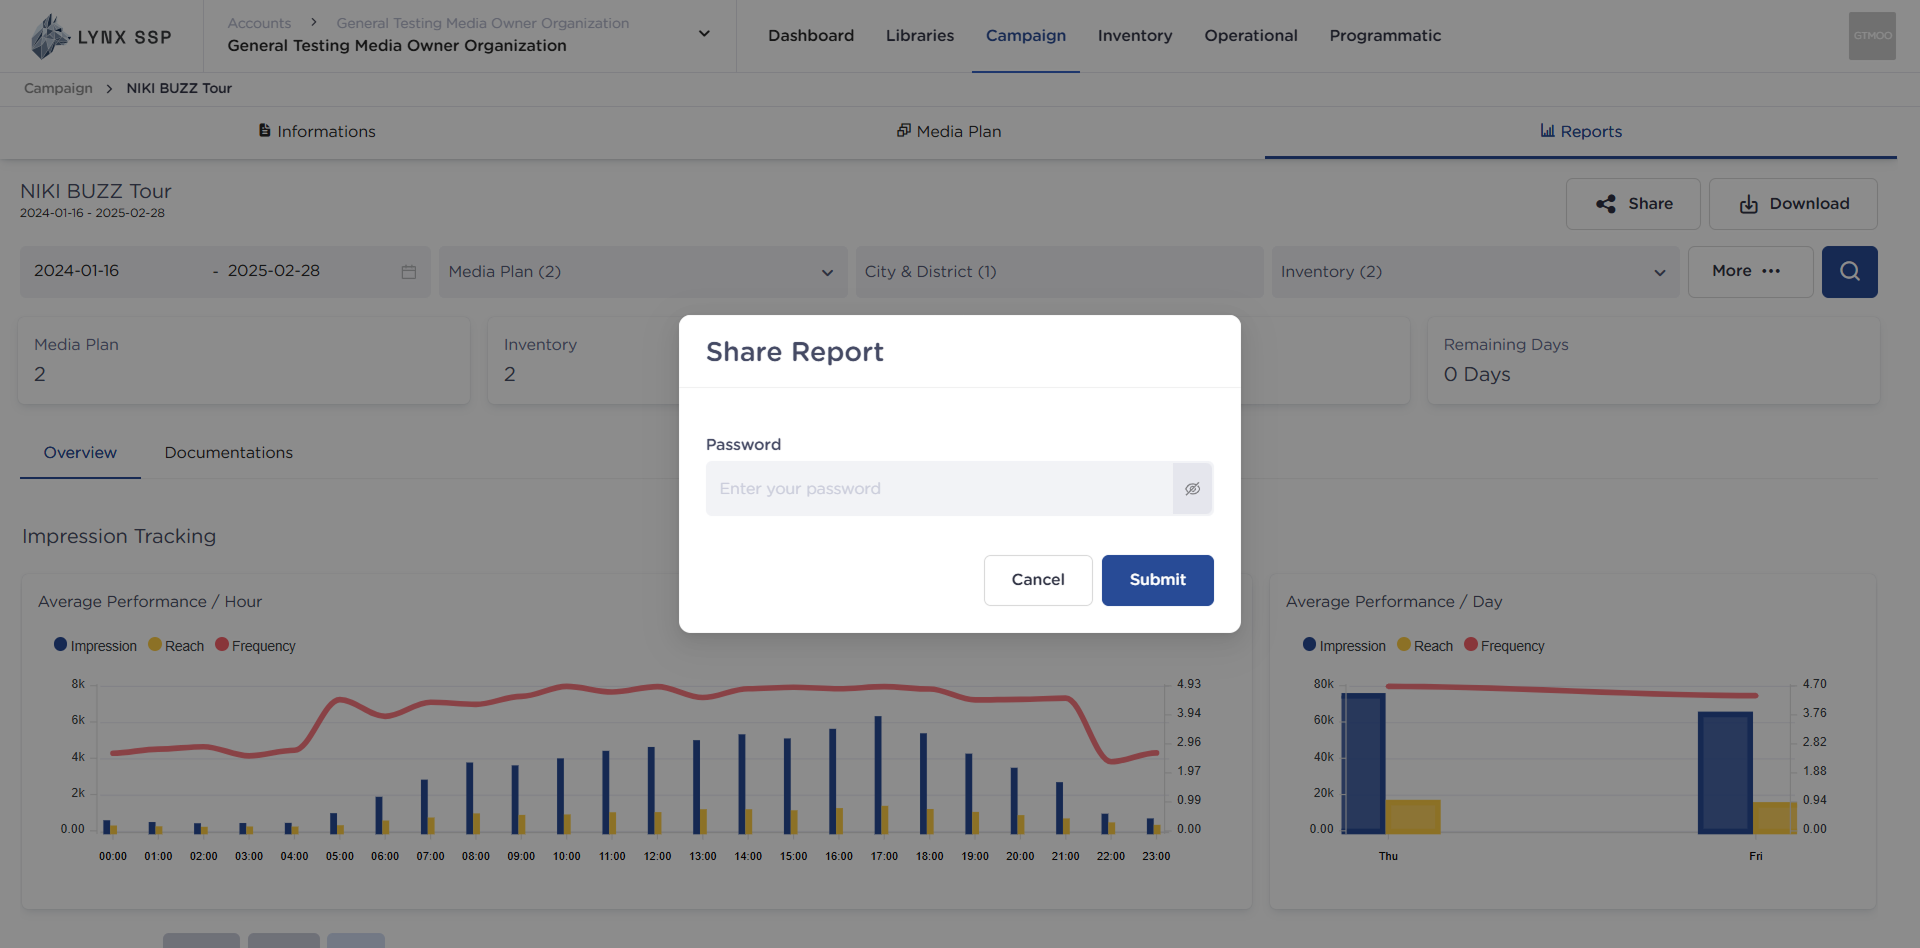 LYNX SSP
Accounts > General Testing Media Owner Organization
General Testing Media Owner Organization
Dashboard
Libraries
Campaign
Inventory
Operational
Programmatic
GTMOO
Campaign > NIKI BUZZ Tour
Informations
Media Plan
Reports
NIKI BUZZ Tour
2024-01-16 - 2025-02-28
Share
Download
2024-01-16 - 2025-02-28
Media Plan (2)
City & District (1)
Inventory (2)
More •••
Media Plan
2
Inventory
2
Remaining Days
0 Days
Share Report
Password
Enter your password
Cancel
Submit
Overview
Documentations
Impression Tracking
Average Performance / Hour
Impression Reach Frequency
8k
6k
4k
2k
0.00
4.93
3.94
2.96
1.97
0.99
0.00
00:00 01:00 02:00 03:00 04:00 05:00 06:00 07:00 08:00 09:00 10:00 11:00 12:00 13:00 14:00 15:00 16:00 17:00 18:00 19:00 20:00 21:00 22:00 23:00
Average Performance / Day
Impression Reach Frequency
80k
60k
40k
20k
0.00
4.70
3.76
2.82
1.88
0.94
0.00
Thu Fri